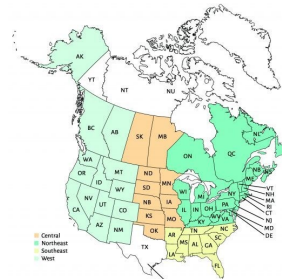 AK
YT
NT
NU
BC
AB
SK
MB
ON
QC
NL
NB
NS
WA
MT
ND
MN
OR
ID
WY
SD
WI
MI
NY
ME
VT
NH
MA
RI
CT
NJ
MD
DE
NV
UT
CO
NB
IA
IL
IN
OH
PA
CA
KS
MO
KY
WV
VA
AZ
NM
OK
AR
TN
NC
SC
TX
LA
MS
AL
GA
FL
Central
Northeast
Southeast
West